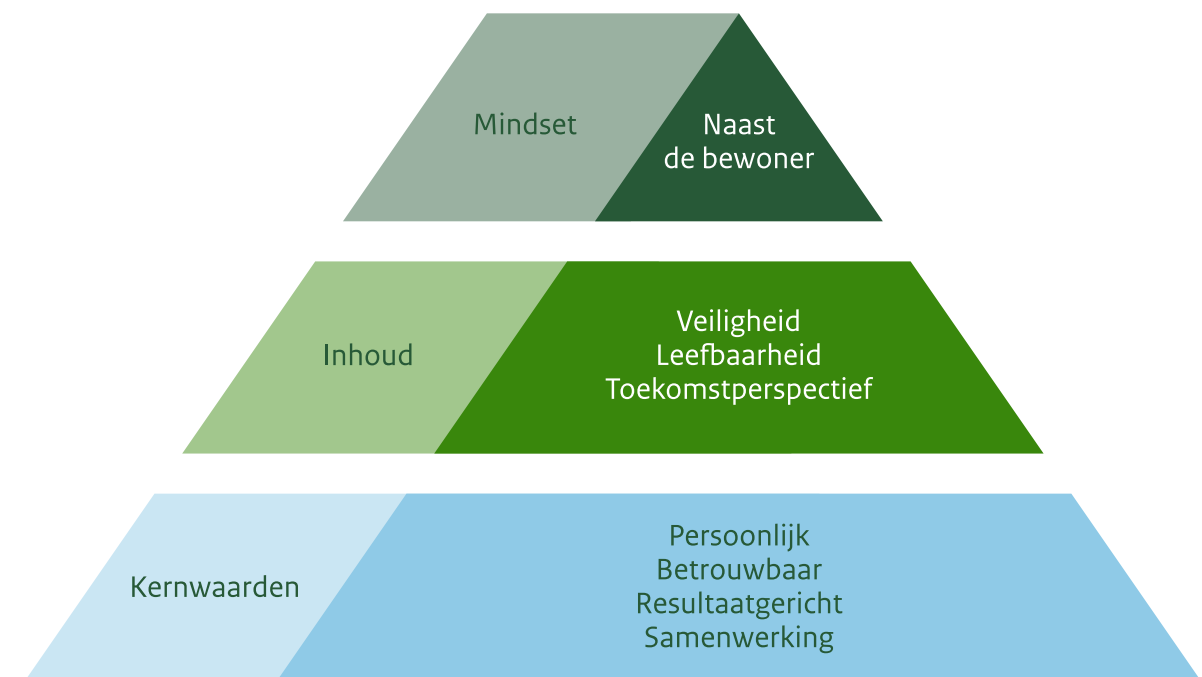 Mindset
Naast
de bewoner
Inhoud
Veiligheid
Leefbaarheid
Toekomstperspectief
Kernwaarden
Persoonlijk
Betrouwbaar
Resultaatgericht
Samenwerking